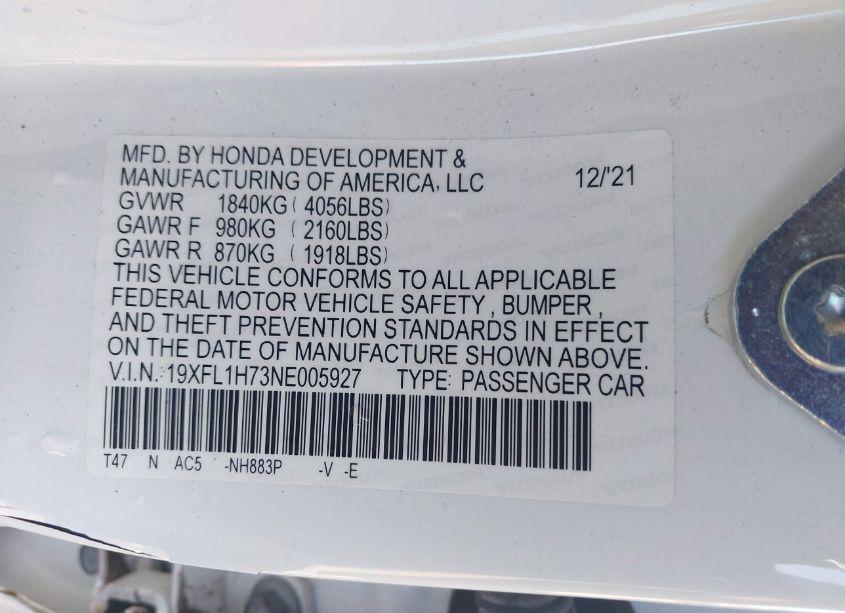 MFD. BY HONDA DEVELOPMENT &
MANUFACTURING OF AMERICA, LLC 12/'21
GVWR 1840KG ( 4056LBS)
GAWR F 980KG ( 2160LBS)
GAWR R 870KG ( 1918LBS)
THIS VEHICLE CONFORMS TO ALL APPLICABLE
FEDERAL MOTOR VEHICLE SAFETY , BUMPER ,
AND THEFT PREVENTION STANDARDS IN EFFECT
ON THE DATE OF MANUFACTURE SHOWN ABOVE.
V.I.N. 19XFL1H73NE005927 TYPE: PASSENGER CAR
T47 N AC5 -NH883P -V -E